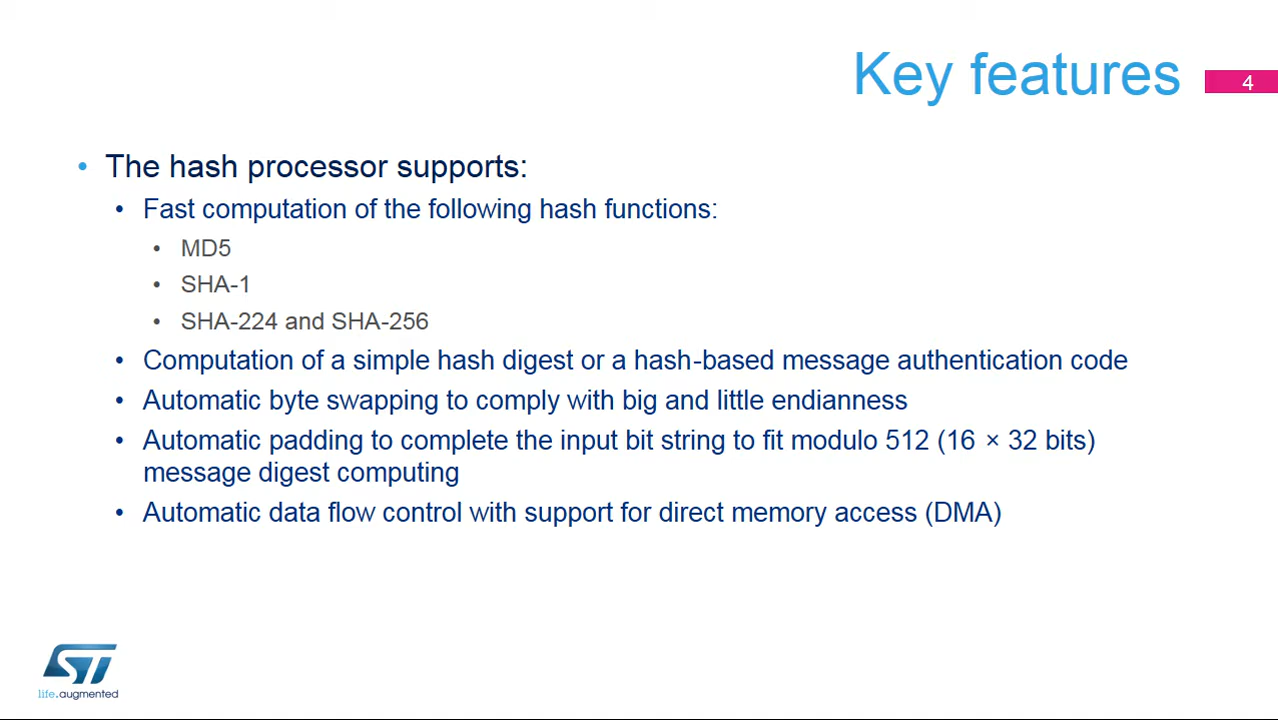 Key features
4
• The hash processor supports:
• Fast computation of the following hash functions:
• MD5
• SHA-1
• SHA-224 and SHA-256
• Computation of a simple hash digest or a hash-based message authentication code
• Automatic byte swapping to comply with big and little endianness
• Automatic padding to complete the input bit string to fit modulo 512 (16 × 32 bits)
message digest computing
• Automatic data flow control with support for direct memory access (DMA)
ST
life.augmented